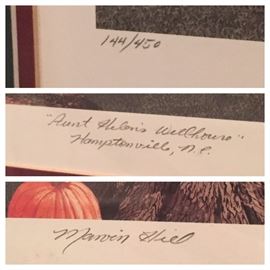 144/450
"Aunt Helen's Wellhouse"
Hamptonville, N.C.
Marvin Hill